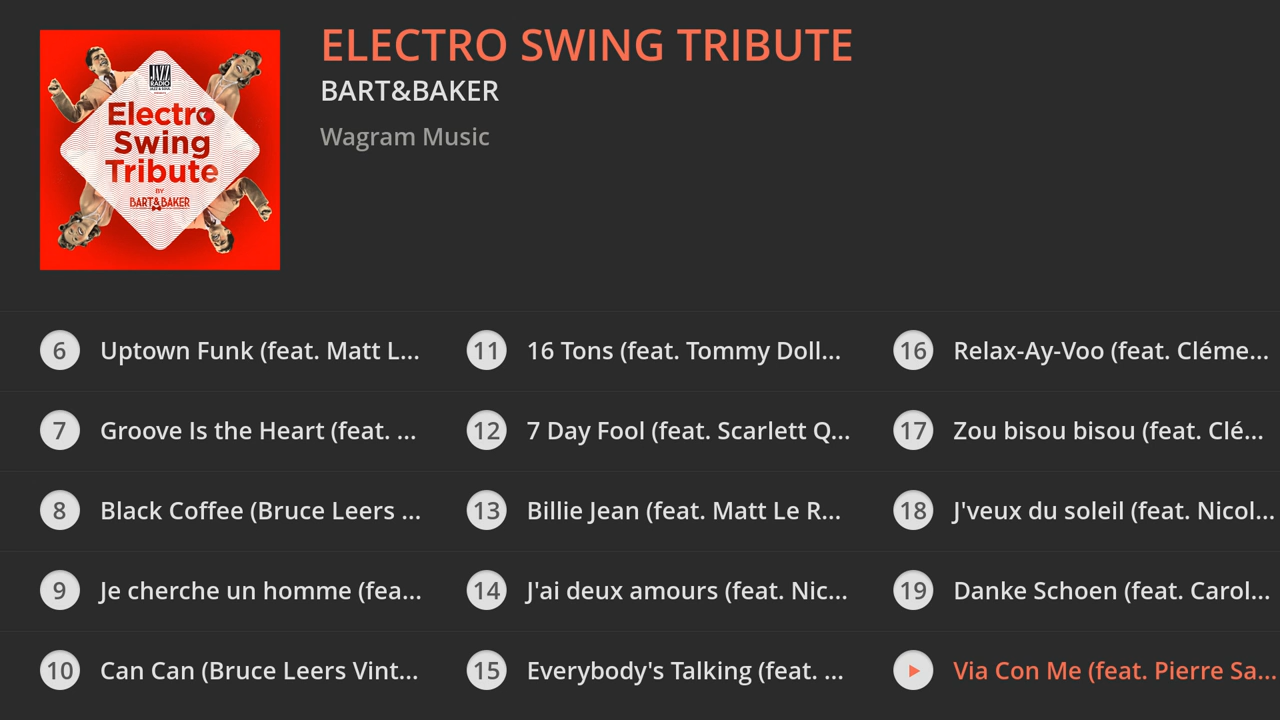 ELECTRO SWING TRIBUTE
BART&BAKER
Wagram Music
JAZZ
RADIO
JAZZ & SOUL
Electro
Swing
Tribute
BY
BART&BAKER
6 Uptown Funk (feat. Matt L...
7 Groove Is the Heart (feat. ...
8 Black Coffee (Bruce Leers ...
9 Je cherche un homme (fea...
10 Can Can (Bruce Leers Vint...
11 16 Tons (feat. Tommy Doll...
12 7 Day Fool (feat. Scarlett Q...
13 Billie Jean (feat. Matt Le R...
14 J'ai deux amours (feat. Nic...
15 Everybody's Talking (feat. ...
16 Relax-Ay-Voo (feat. Cléme...
17 Zou bisou bisou (feat. Clé...
18 J'veux du soleil (feat. Nicol...
19 Danke Schoen (feat. Carol...
Via Con Me (feat. Pierre Sa...